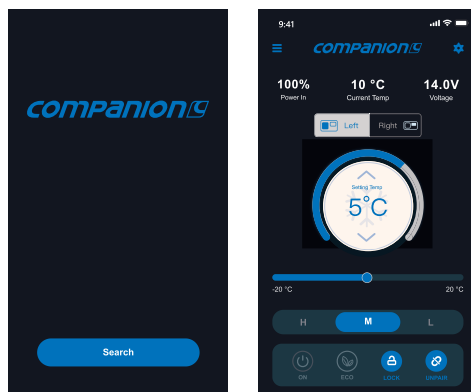 companion
Search
9:41
companion
100%
10 °C
14.0V
Power In
Current Temp
Voltage
Left
Right
Setting Temp
5°C
-20 °C
20 °C
H
M
L
ON
ECO
LOCK
UNPAIR